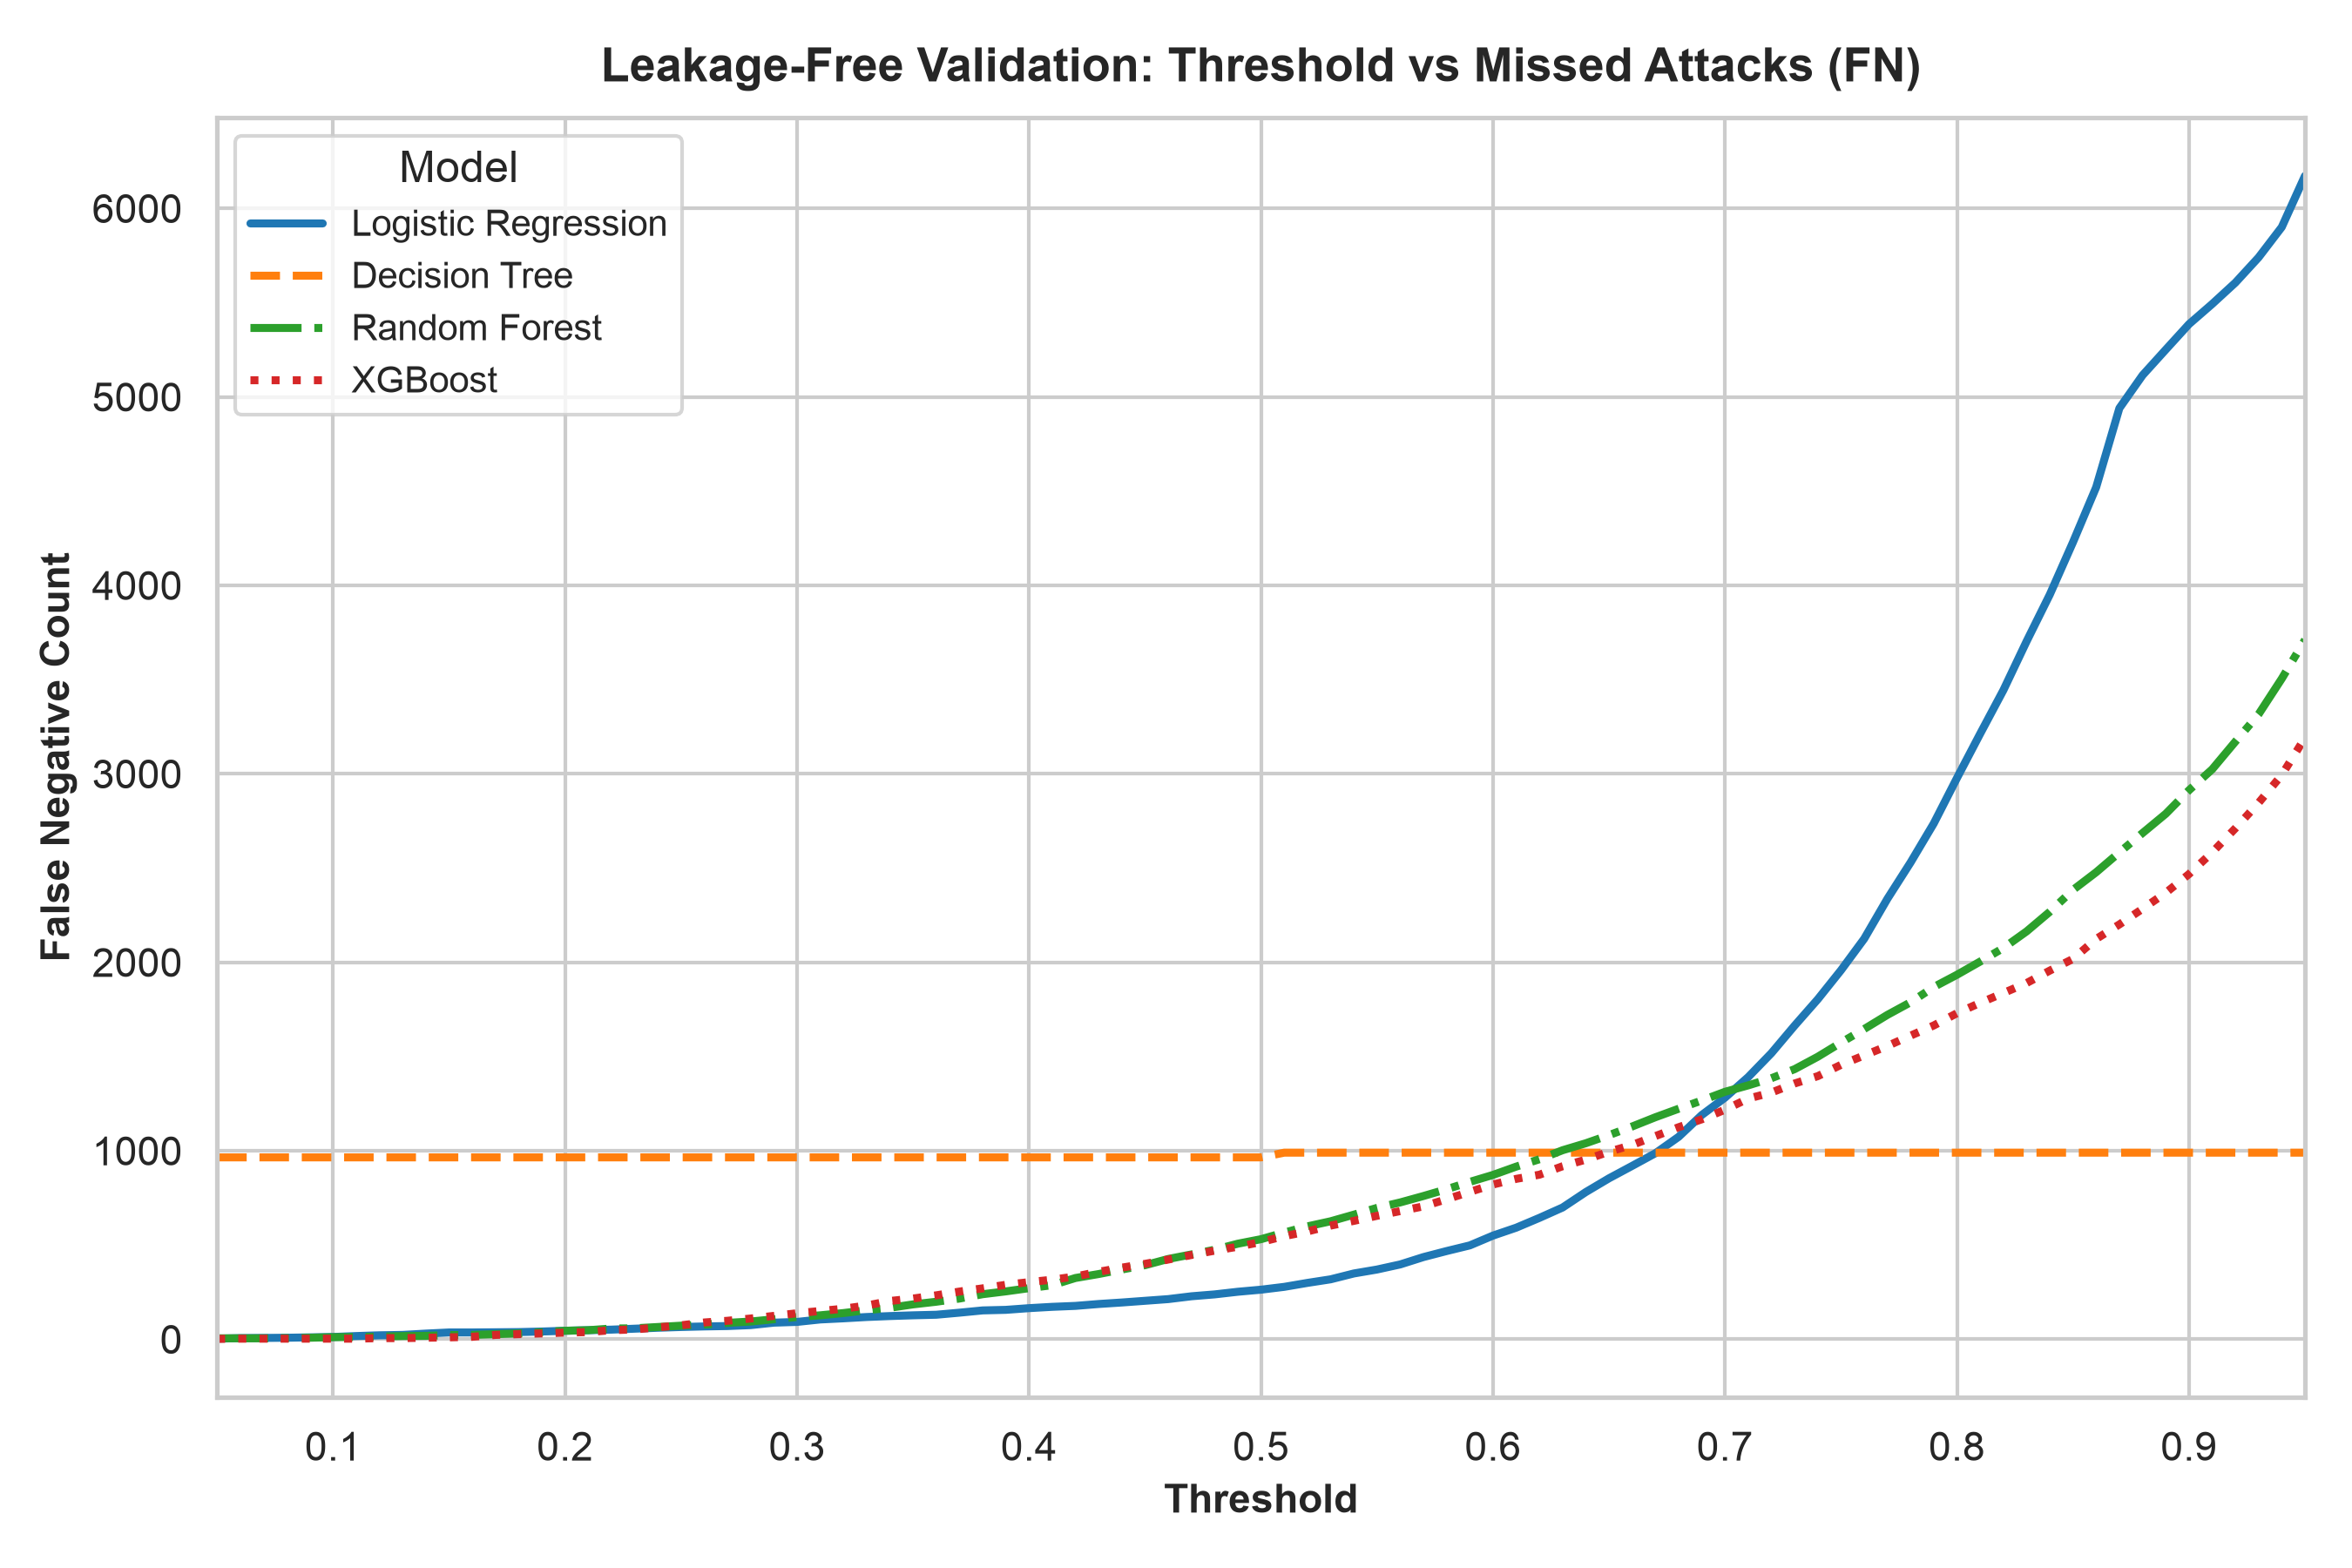 Leakage-Free Validation: Threshold vs Missed Attacks (FN)
Model
Logistic Regression
Decision Tree
Random Forest
XGBoost
False Negative Count
6000
5000
4000
3000
2000
1000
0
0.1 0.2 0.3 0.4 0.5 0.6 0.7 0.8 0.9
Threshold